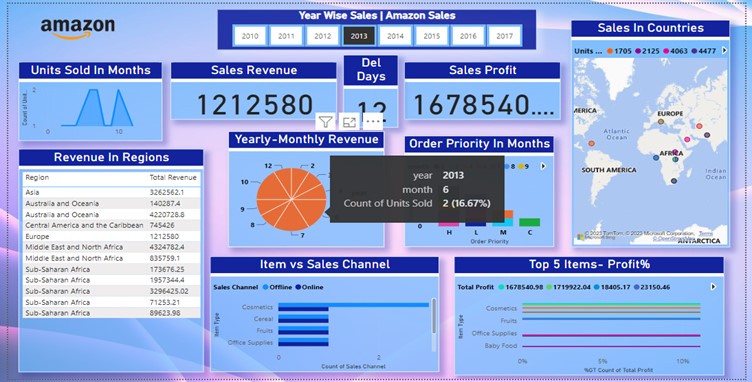 amazon
Year Wise Sales | Amazon Sales
2010 2011 2012 2013 2014 2015 2016 2017
Sales In Countries
Units ... 1705 2125 4063 4477
Units Sold In Months
Count of Unit...
2
1
0 10
Sales Revenue
1212580
Del
Days
12
Sales Profit
1678540....
EUROPE
Atlantic
Ocean
AFRICA
SOUTH AMERICA
Indian
Ocean
© 2023 TomTom, © 2023 Microsoft Corporation, Terms
© OpenStreetMap
Microsoft Bing
ANTARCTICA
Revenue In Regions
Region Total Revenue
Asia 3262562.1
Australia and Oceania 140287.4
Australia and Oceania 4220728.8
Central America and the Caribbean 745426
Europe 1212580
Middle East and North Africa 4324782.4
Middle East and North Africa 835759.1
Sub-Saharan Africa 173676.25
Sub-Saharan Africa 1957344.4
Sub-Saharan Africa 3296425.02
Sub-Saharan Africa 71253.21
Sub-Saharan Africa 89623.98
Yearly-Monthly Revenue
12 2
10
9
8
7
Order Priority In Months
8 9
year 2013
month 6
Count of Units Sold 2 (16.67%)
0
H L M C
Order Priority
Item vs Sales Channel
Sales Channel Offline Online
Item Type
Cosmetics
Cereal
Fruits
Office Supplies
0 2
Count of Sales Channel
Top 5 Items- Profit%
Total Profit 1678540.98 1719922.04 18405.17 23150.46
Item Type
Cosmetics
Fruits
Office Supplies
Baby Food
0% 5%
%GT Count of Total Profit